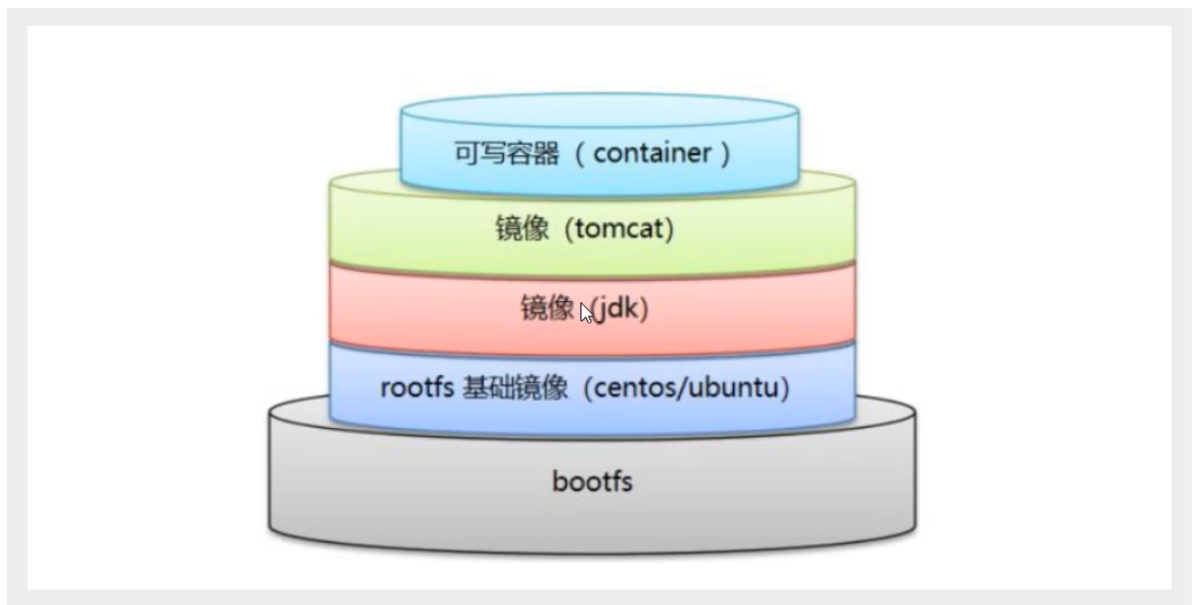 可写容器（ container ）
镜像（tomcat）
镜像（jdk）
rootfs 基础镜像（centos/ubuntu）
bootfs